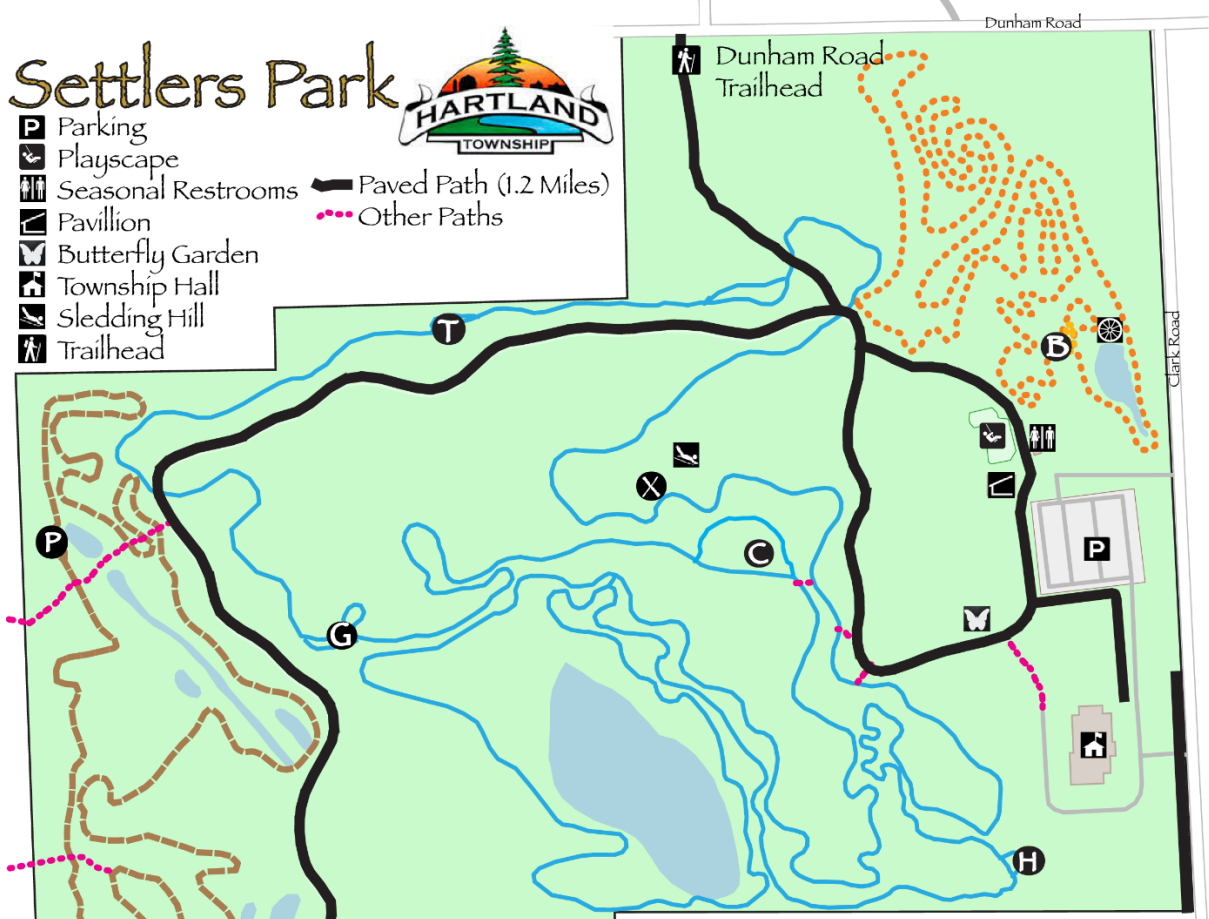 Settlers Park
HARTLAND
TOWNSHIP
P Parking
Playscape
Seasonal Restrooms
Pavillion
Butterfly Garden
Township Hall
Sledding Hill
Trailhead
Paved Path (1.2 Miles)
Other Paths
Dunham Road
Dunham Road
Trailhead
Clark Road
T
B
X
P
C
P
G
H